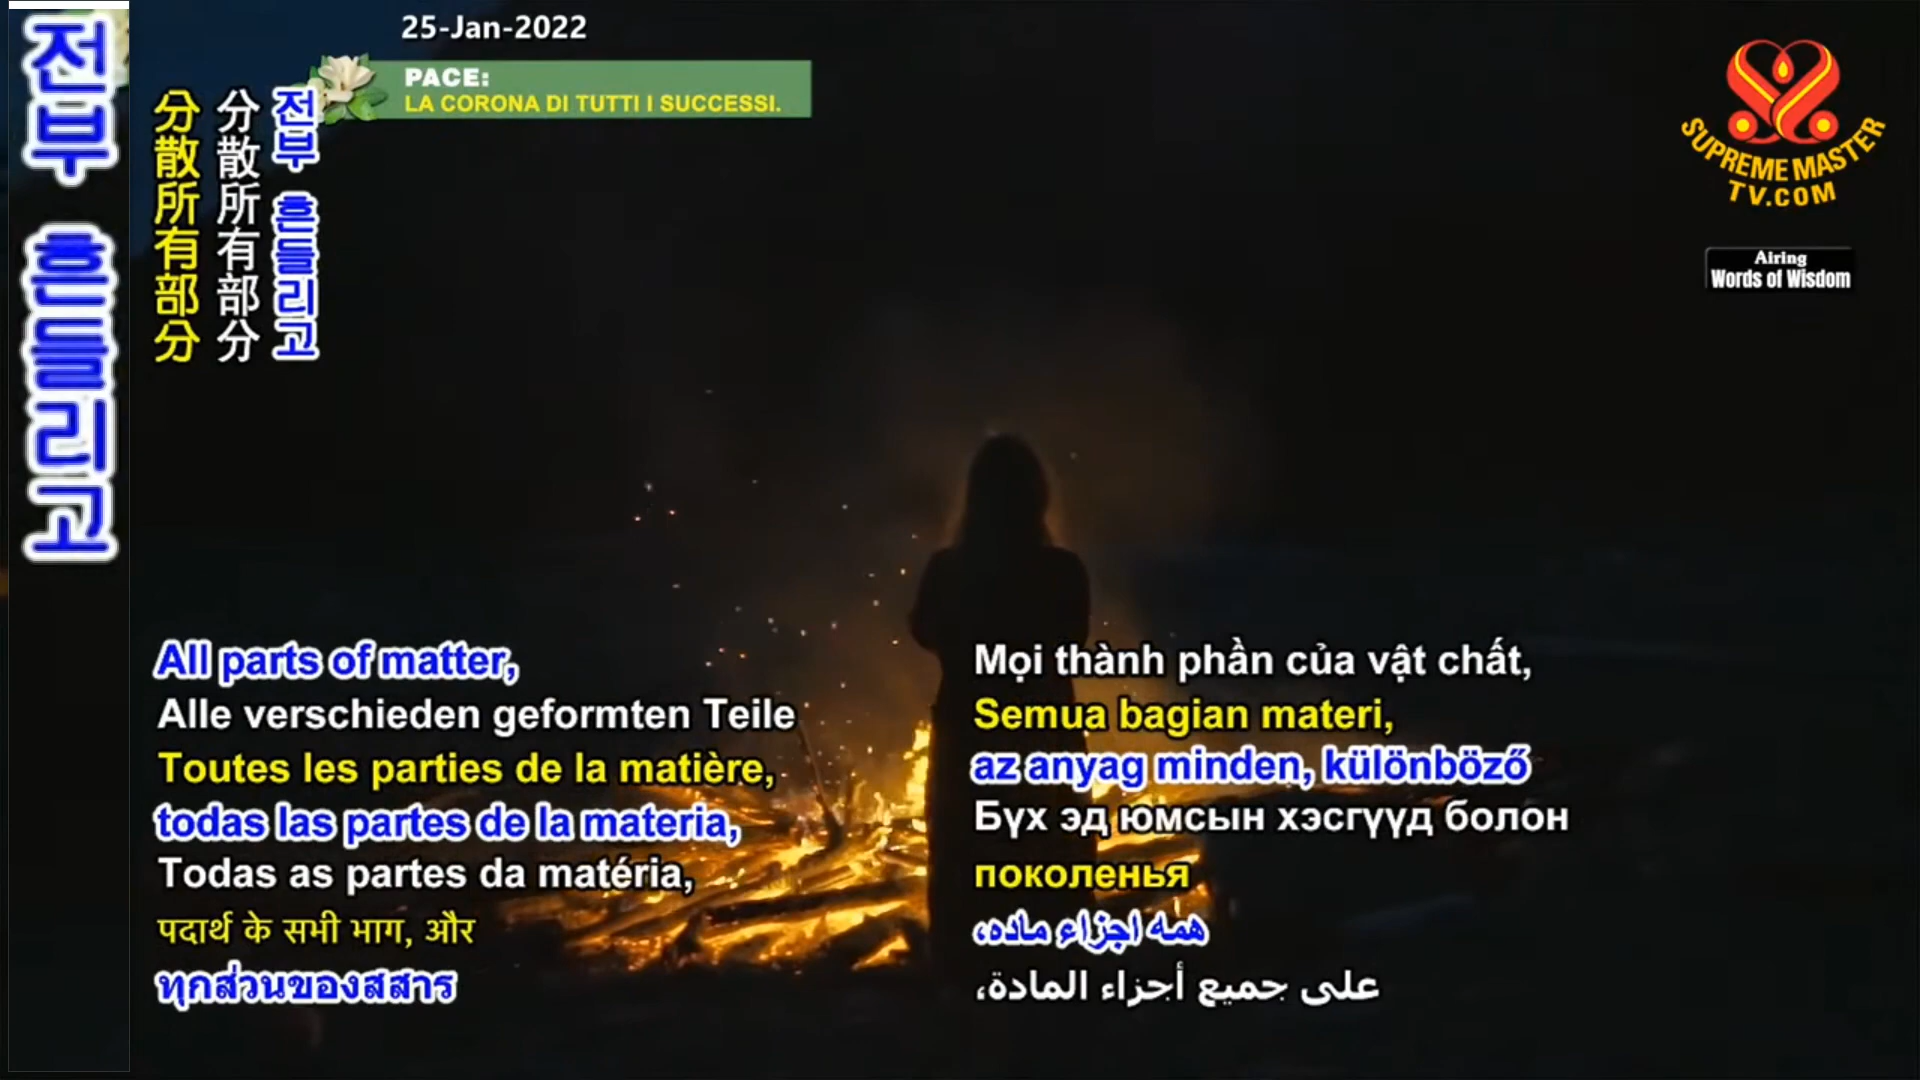 전부 흔들리고
分散所有部分
分散所有部分
전부 흔들리고
25-Jan-2022
PACE:
LA CORONA DI TUTTI I SUCCESSI.
SUPREME MASTER
TV.COM
Airing
Words of Wisdom
All parts of matter,
Alle verschieden geformten Teile
Toutes les parties de la matière,
todas las partes de la materia,
Todas as partes da matéria,
पदार्थ के सभी भाग, और
ทุกส่วนของสสาร
Mọi thành phần của vật chất,
Semua bagian materi,
az anyag minden, különböző
Бүх эд юмсын хэсгүүд болон
поколенья
همه اجزاء ماده،
على جميع أجزاء المادة،